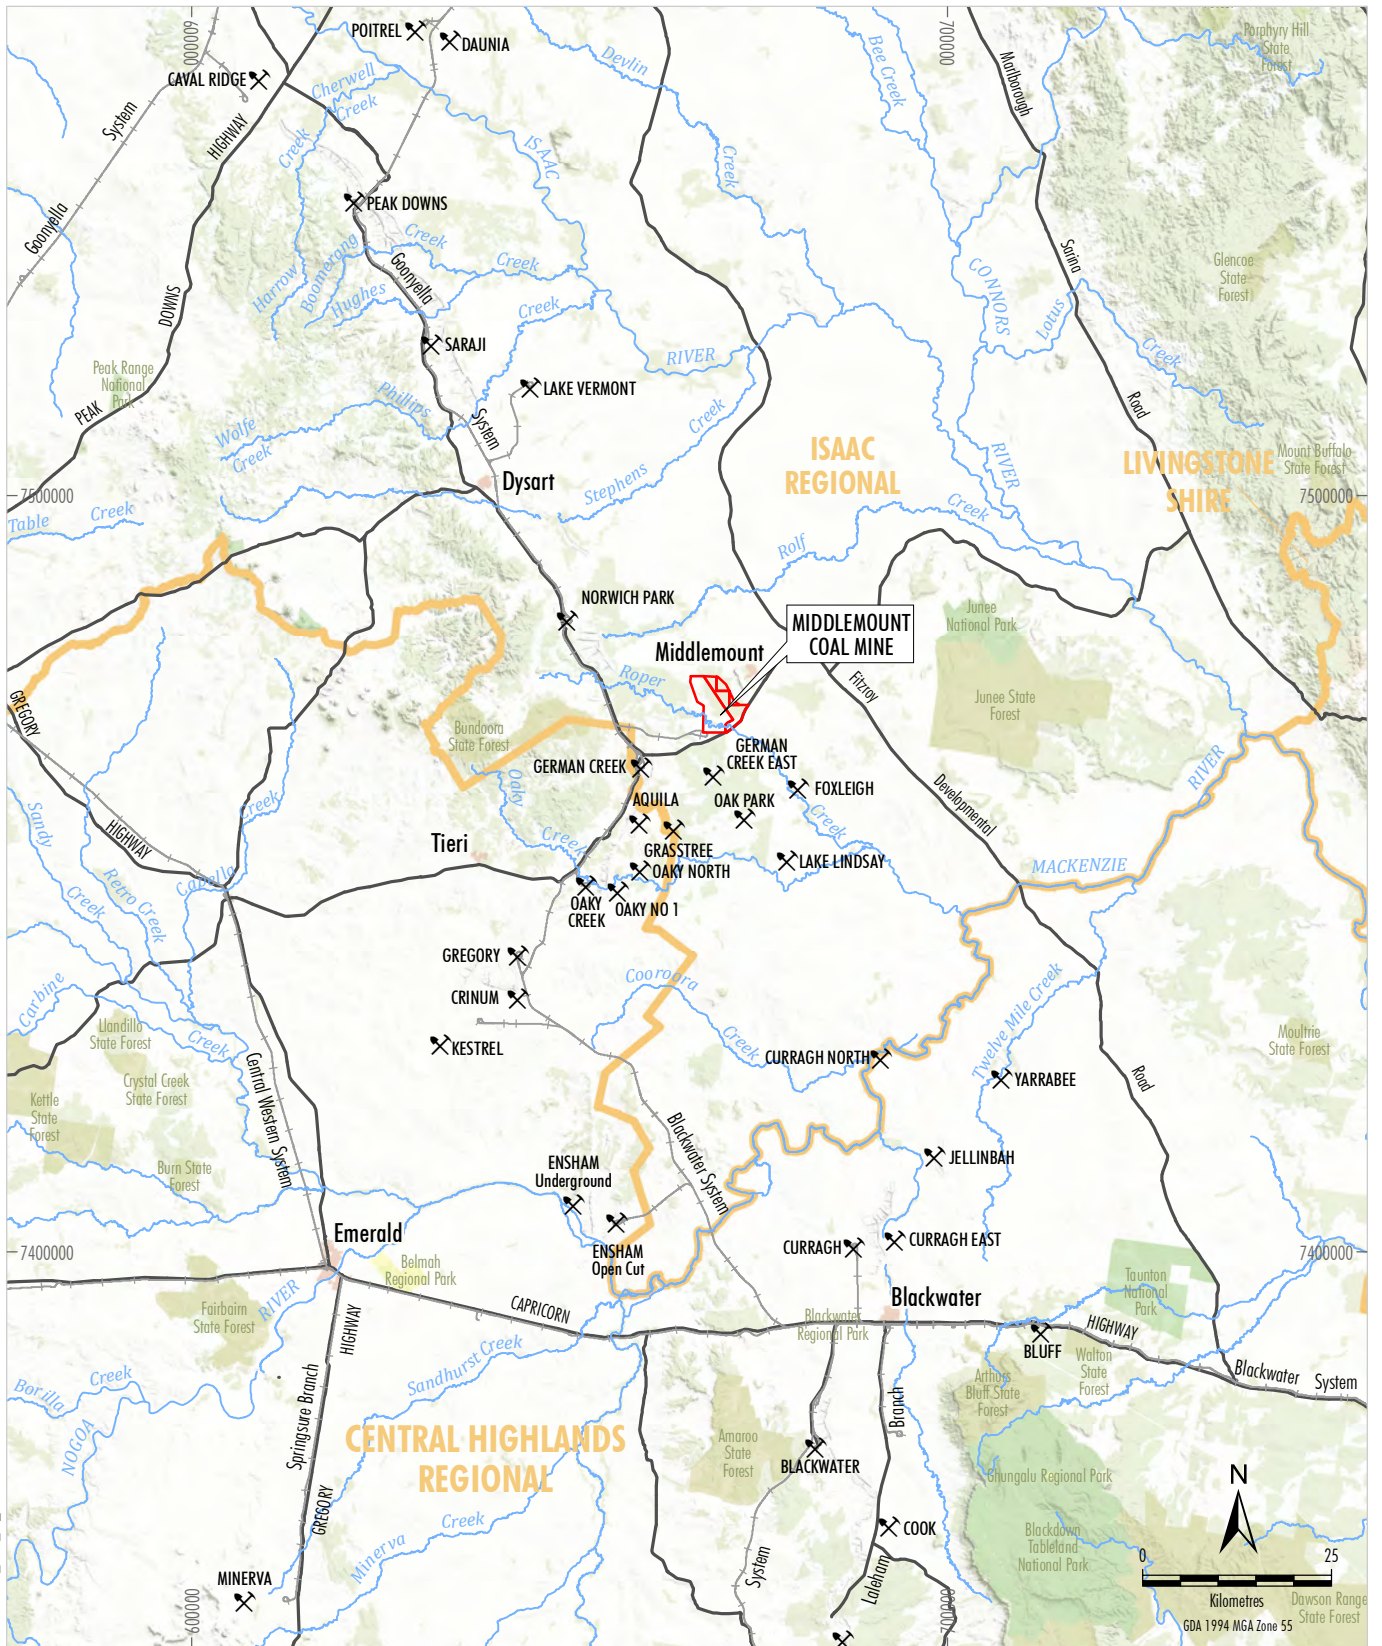 POITREL
DAUNIA
600000
700000
Porphyry Hill
State
Forest
CAVAL RIDGE
Cherwell
Creek
Devlin
Bee Creek
Marlborough
System
HIGHWAY
Creek
ISAAC
Creek
PEAK DOWNS
Goonyella
Creek
Creek
Boomerang
Harrow
Hughes
Goonyella
CONNORS
Sarina
Glencoe
State
Forest
DOWNS
Creek
Lotus
Creek
SARAJI
RIVER
Peak Range
National
Park
PEAK
LAKE VERMONT
Phillips
Wolfe
Creek
System
Creek
Road
ISAAC
REGIONAL
RIVER
LIVINGSTONE
SHIRE
Mount Buffalo
State Forest
7500000
7500000
Dysart
Stephens
Creek
Table
Creek
Rolf
NORWICH PARK
Junee
National Park
MIDDLEMOUNT
COAL MINE
Middlemount
Roper
Fitzroy
Junee State
Forest
GREGORY
Bundoora
State Forest
GERMAN CREEK
GERMAN
CREEK EAST
FOXLEIGH
RIVER
Oaky
AQUILA
OAK PARK
Developmental
Sandy
Creek
HIGHWAY
Creek
Creek
Tieri
GRASSTREE
LAKE LINDSAY
MACKENZIE
OAKY NORTH
Capella
Retro Creek
Creek
OAKY
CREEK
OAKY NO 1
GREGORY
Cooroora
CRINUM
Carbine
Llandillo
State Forest
Creek
KESTREL
Creek
CURRAGH NORTH
Twelve Mile Creek
YARRABEE
Moultrie
State Forest
Road
Crystal Creek
State Forest
Kettle
State
Forest
Central Western System
Blackwater System
Burn State
Forest
ENSHAM
Underground
JELLINBAH
Emerald
ENSHAM
Open Cut
CURRAGH
CURRAGH EAST
7400000
7400000
Belmah
Regional Park
Taunton
National
Park
RIVER
Fairbairn
State Forest
HIGHWAY
CAPRICORN
Blackwater
Blackwater
Regional Park
HIGHWAY
BLUFF
Walton
State
Forest
Sandhurst Creek
Blackwater
System
Arthurs
Bluff State
Forest
Borilla
Creek
Springsure Branch
Branch
NOGOA
CENTRAL HIGHLANDS
REGIONAL
Amaroo
State
Forest
BLACKWATER
Chungalu Regional Park
N
GREGORY
Minerva
Creek
COOK
Blackdown
Tableland
National Park
0
25
System
Laleham
MINERVA
600000
700000
Kilometres
Dawson Range
State Forest
GDA 1994 MGA Zone 55